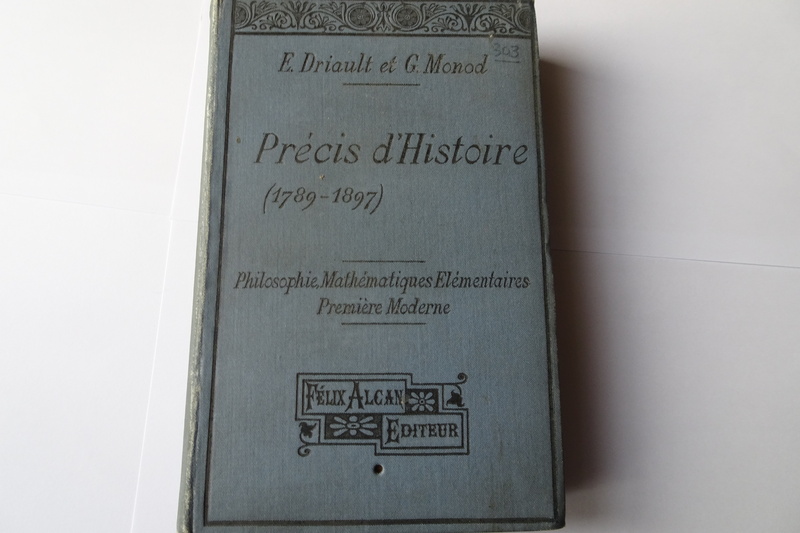 303
E. Driault et G. Monod
Précis d'Histoire
(1789-1897)
Philosophie, Mathématiques Elémentaires
Première Moderne
FÉLIX ALCAN
EDITEUR